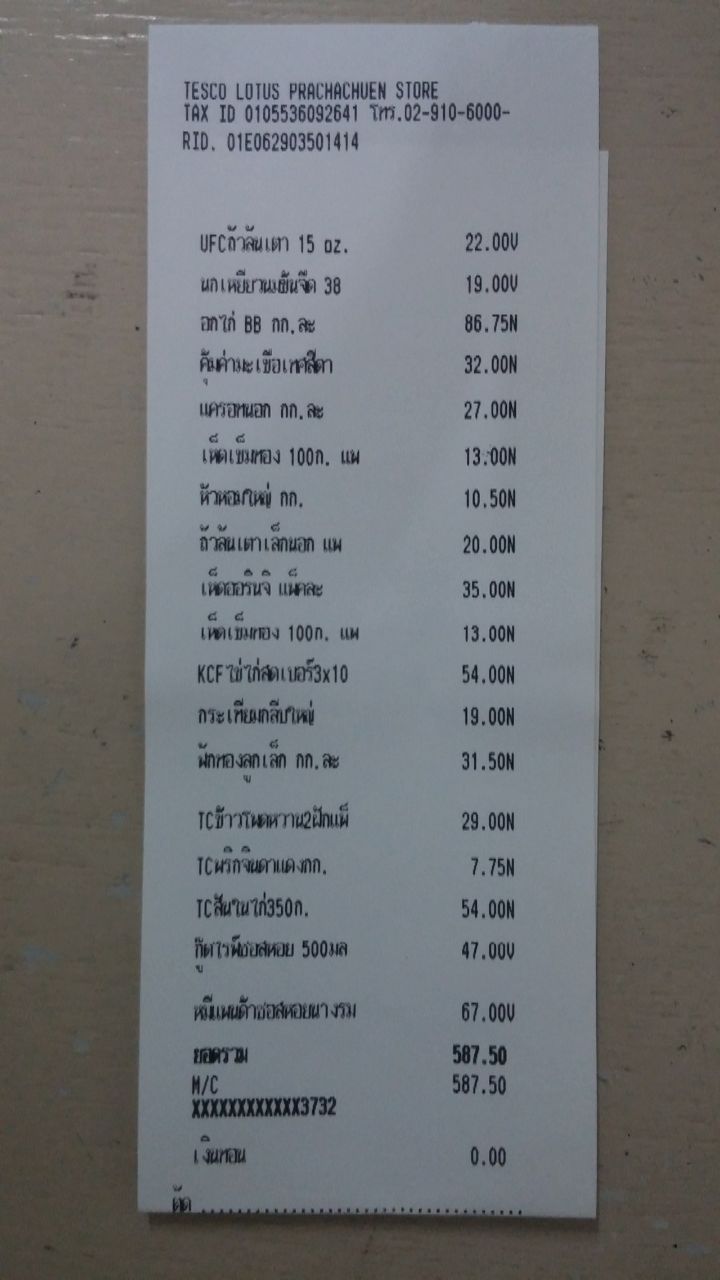 TESCO LOTUS PRACHACHUEN STORE
TAX ID 0105536092641 โทร.02-910-6000-
RID. 01E062903501414
UFCถั่วลันเตา 15 oz. 22.00V
นกเหยี่ยวนมข้นจืด 38 19.00V
อกไก่ BB กก.ละ 86.75N
คุ้มค่ามะเขือเทศสีดา 32.00N
แครอทนอก กก.ละ 27.00N
เห็ดเข็มทอง 100ก. แพ 13.00N
หัวหอมใหญ่ กก. 10.50N
ถั่วลันเตาเล็กนอก แพ 20.00N
เห็ดออรินจิ แพ็คละ 35.00N
เห็ดเข็มทอง 100ก. แพ 13.00N
KCFไข่ไก่สดเบอร์3x10 54.00N
กระเทียมกลีบใหญ่ 19.00N
ฟักทองลูกเล็ก กก.ละ 31.50N
TCข้าวโพดหวาน2ฝักแพ็ 29.00N
TCพริกจินดาแดงกก. 7.75N
TCสันในไก่350ก. 54.00N
กู๊ดไรฟ์ซอสหอย 500มล 47.00V
หมีแพนด้าซอสหอยนางรม 67.00V
ยอดรวม 587.50
M/C 587.50
XXXXXXXXXXXX3732
เงินทอน 0.00
ตัด ..............................